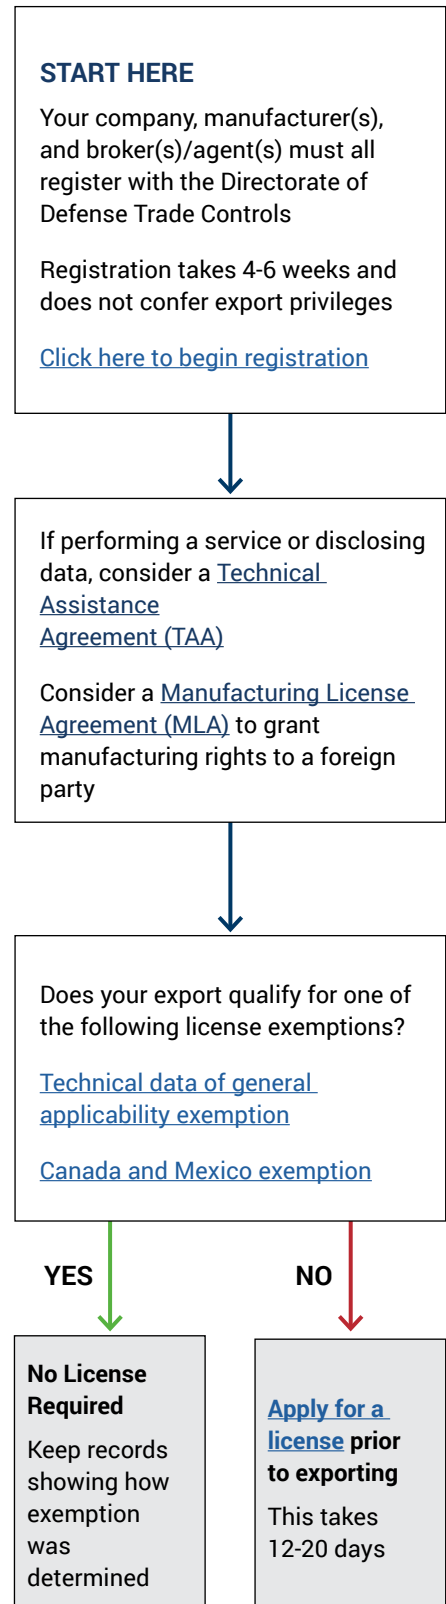 START HERE
Your company, manufacturer(s),
and broker(s)/agent(s) must all
register with the Directorate of
Defense Trade Controls
Registration takes 4-6 weeks and
does not confer export privileges
Click here to begin registration
If performing a service or disclosing
data, consider a Technical
Assistance
Agreement (TAA)
Consider a Manufacturing License
Agreement (MLA) to grant
manufacturing rights to a foreign
party
Does your export qualify for one of
the following license exemptions?
Technical data of general
applicability exemption
Canada and Mexico exemption
YES
NO
No License
Required
Keep records
showing how
exemption
was
determined
Apply for a
license prior
to exporting
This takes
12-20 days